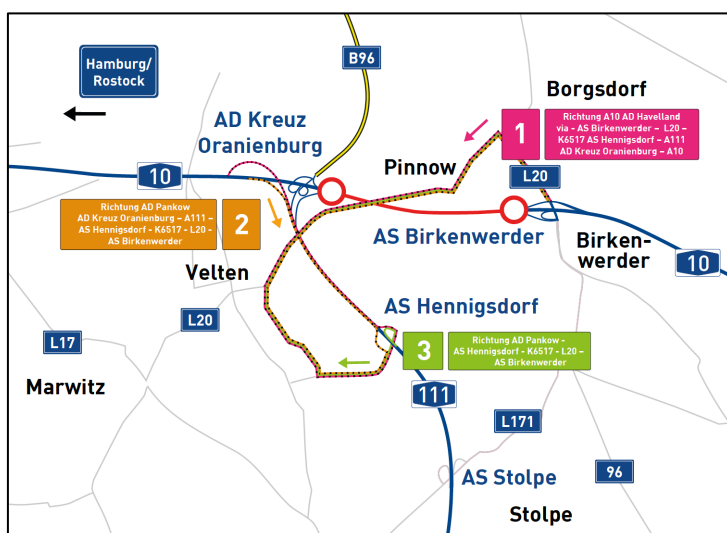 Hamburg/
Rostock
B96
Borgsdorf
AD Kreuz
Oranienburg
1
Richtung A10 AD Havelland
via - AS Birkenwerder – L20 –
K6517 AS Hennigsdorf – A111
AD Kreuz Oranienburg – A10
Pinnow
L20
10
Richtung AD Pankow
AD Kreuz Oranienburg – A111 –
AS Hennigsdorf - K6517 - L20 -
AS Birkenwerder
2
AS Birkenwerder
Birken-
werder
10
Velten
AS Hennigsdorf
L20
L17
3
Richtung AD Pankow -
AS Hennigsdorf - K6517 - L20 –
AS Birkenwerder
Marwitz
111
L171
AS Stolpe
96
Stolpe